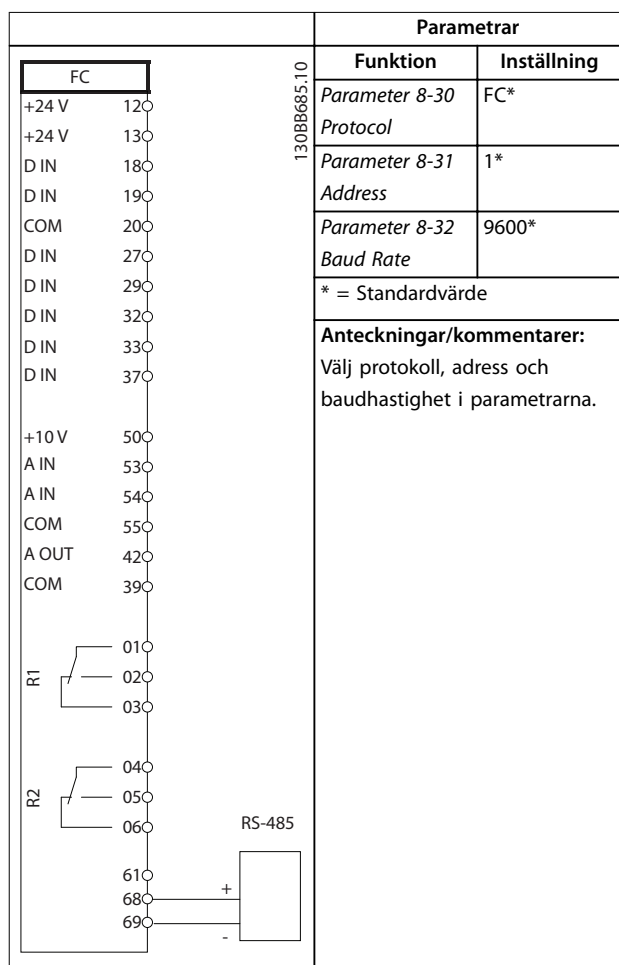 Parametrar
Funktion Inställning
Parameter 8-30 Protocol FC*
Parameter 8-31 Address 1*
Parameter 8-32 Baud Rate 9600*
* = Standardvärde
Anteckningar/kommentarer:
Välj protokoll, adress och
baudhastighet i parametrarna.
FC
130BB685.10
+24 V 12
+24 V 13
D IN 18
D IN 19
COM 20
D IN 27
D IN 29
D IN 32
D IN 33
D IN 37
+10 V 50
A IN 53
A IN 54
COM 55
A OUT 42
COM 39
R1
01
02
03
R2
04
05
06
RS-485
61
68 +
69 -